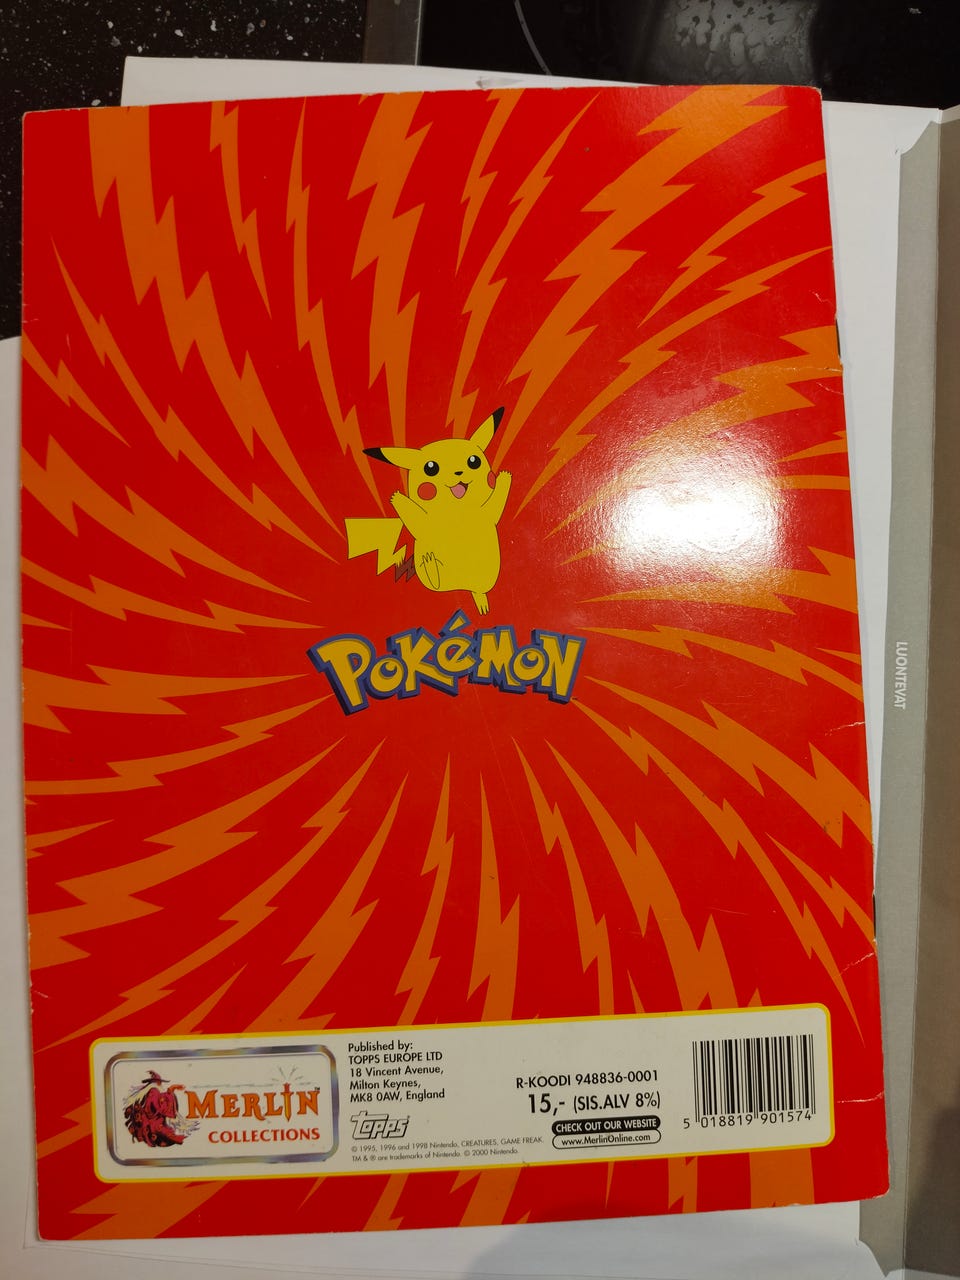 POKéMON
LUONTEVAT
MERLIN™
COLLECTIONS
Published by:
TOPPS EUROPE LTD
18 Vincent Avenue,
Milton Keynes,
MK8 0AW, England
TOPPS
© 1995, 1996 and 1998 Nintendo, CREATURES, GAME FREAK.
TM & ® are trademarks of Nintendo. © 2000 Nintendo.
R-KOODI 948836-0001
15,- (SIS.ALV 8%)
CHECK OUT OUR WEBSITE
www.MerlinOnline.com
5 018819 901574